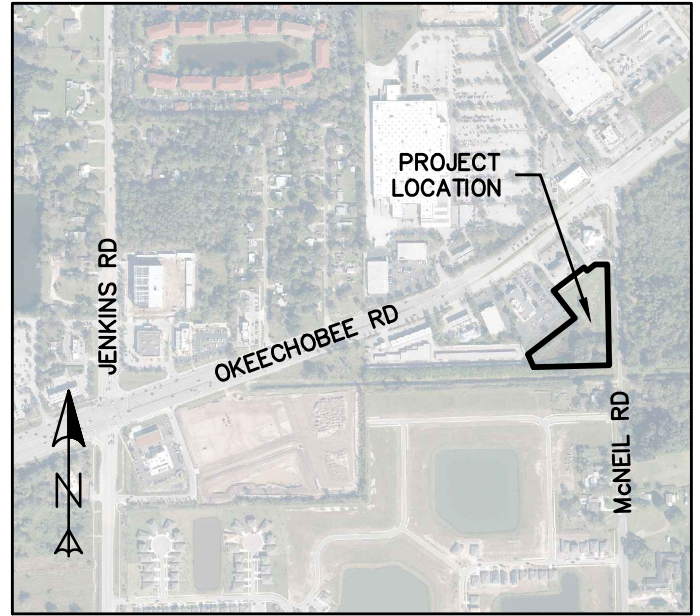 PROJECT
LOCATION
JENKINS RD
OKEECHOBEE RD
McNEIL RD
N